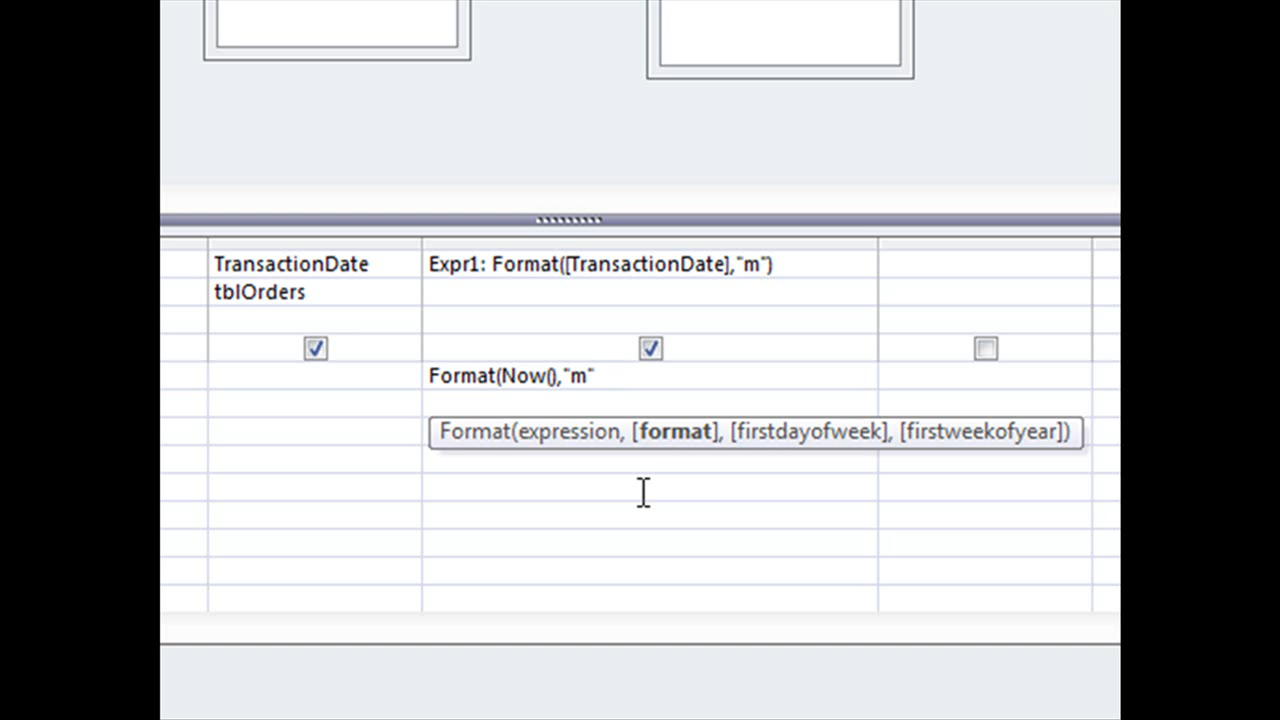 TransactionDate
Expr1: Format([TransactionDate],"m")
tblOrders
Format(Now(),"m"
Format(expression, [format], [firstdayofweek], [firstweekofyear])